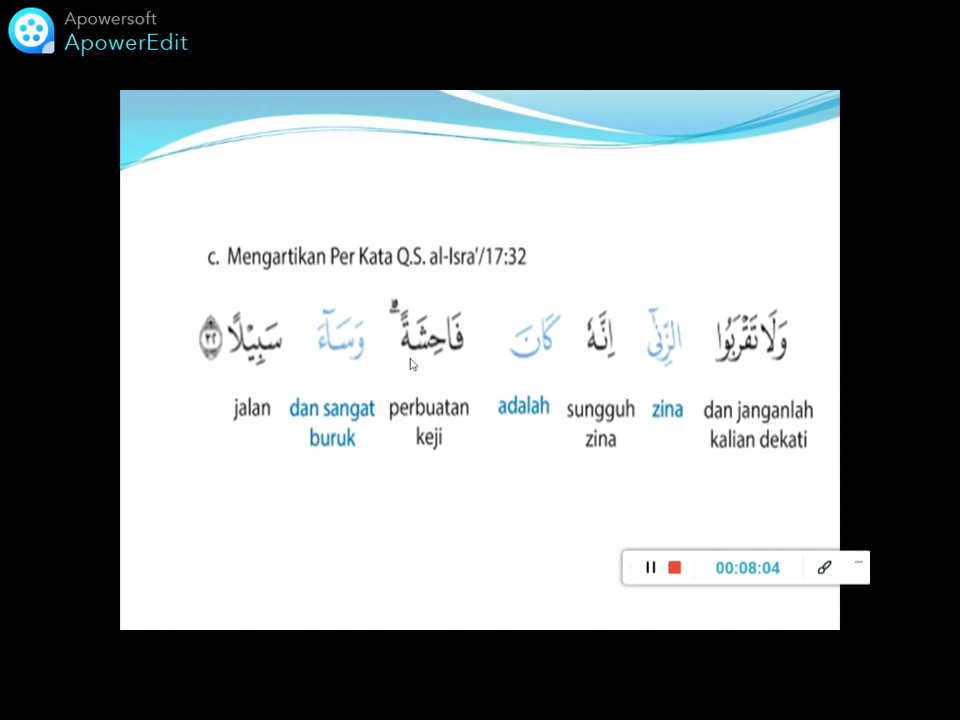 Apowersoft
ApowerEdit
c. Mengartikan Per Kata Q.S. al-Isra'/17:32
وَلَا تَقْرَبُوا الزِّنٰٓى اِنَّهٗ كَانَ فَاحِشَةً ۗ وَسَآءَ سَبِيْلًا ٣٢
dan janganlah kalian dekati
zina
sungguh zina
adalah
perbuatan keji
dan sangat buruk
jalan
00:08:04